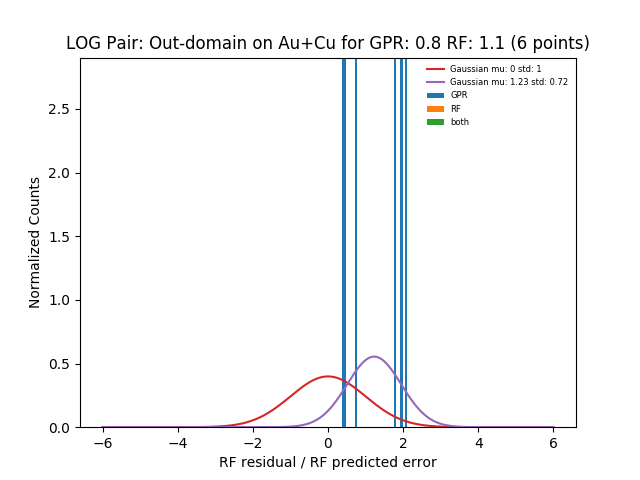 LOG Pair: Out-domain on Au+Cu for GPR: 0.8 RF: 1.1 (6 points)
Gaussian mu: 0 std: 1
Gaussian mu: 1.23 std: 0.72
GPR
RF
both
Normalized Counts
2.5
2.0
1.5
1.0
0.5
0.0
−6 −4 −2 0 2 4 6
RF residual / RF predicted error